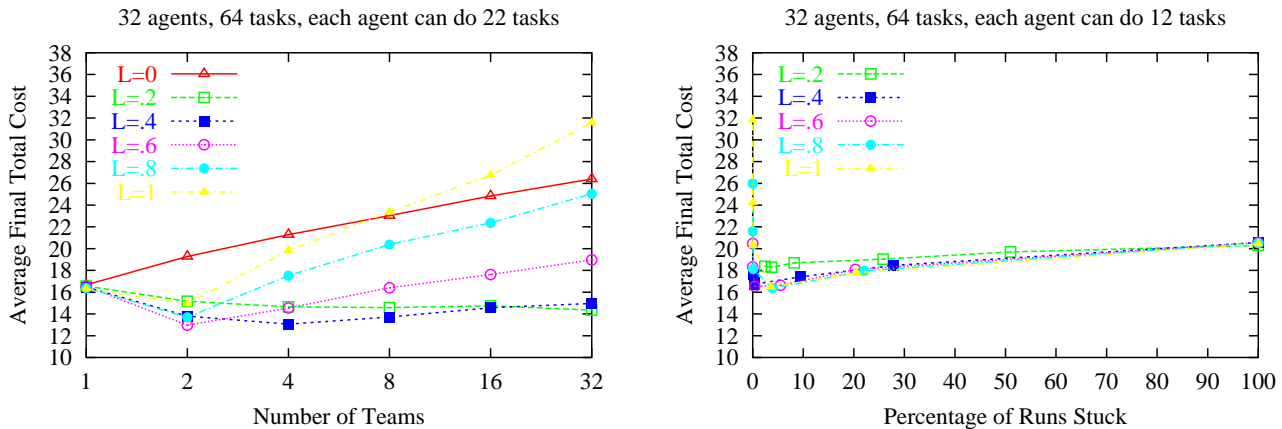 32 agents, 64 tasks, each agent can do 22 tasks
Average Final Total Cost
38
36
34
32
30
28
26
24
22
20
18
16
14
12
10
L=0
L=.2
L=.4
L=.6
L=.8
L=1
1 2 4 8 16 32
Number of Teams
32 agents, 64 tasks, each agent can do 12 tasks
Average Final Total Cost
38
36
34
32
30
28
26
24
22
20
18
16
14
12
10
L=.2
L=.4
L=.6
L=.8
L=1
0 10 20 30 40 50 60 70 80 90 100
Percentage of Runs Stuck